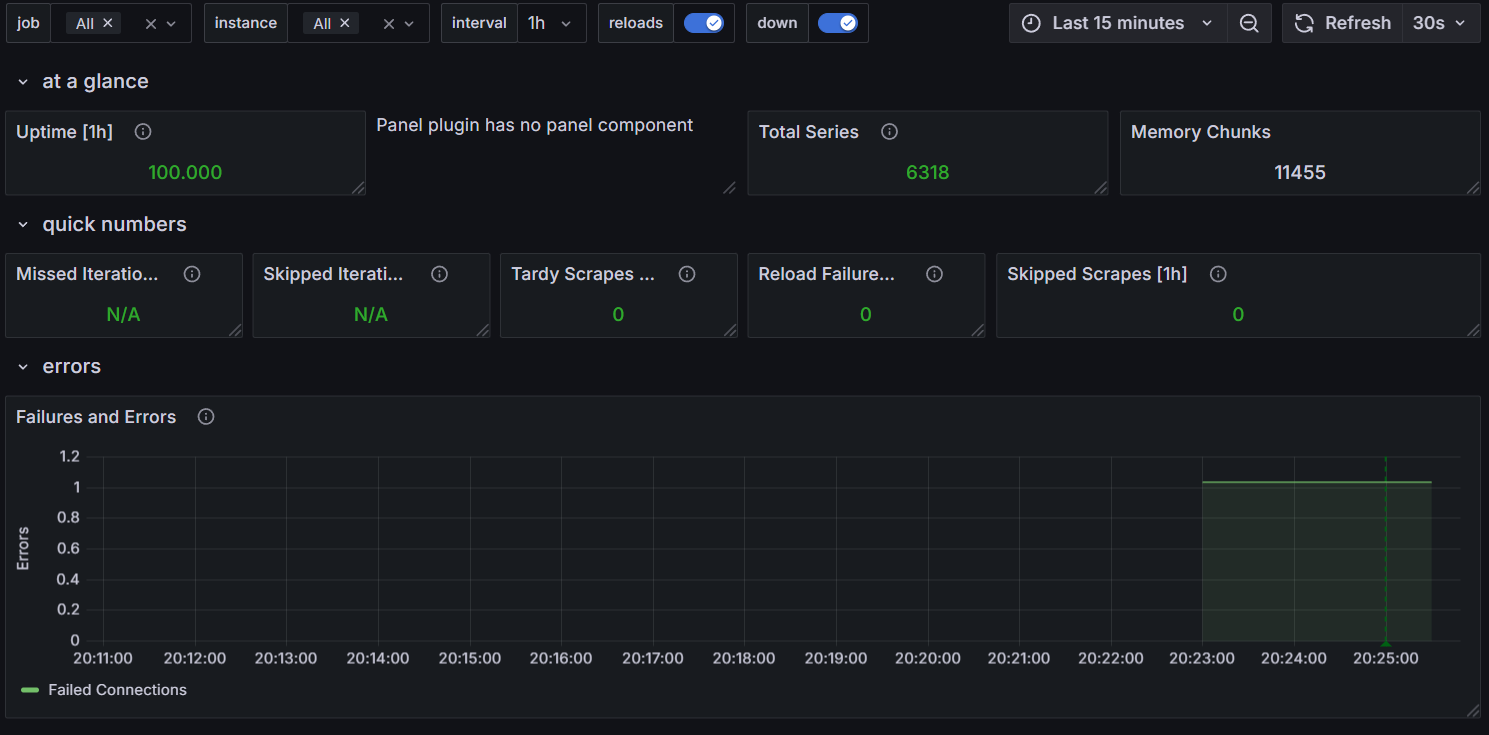 job All instance All interval 1h reloads down Last 15 minutes Refresh 30s
at a glance
Uptime [1h] Panel plugin has no panel component Total Series Memory Chunks
100.000 6318 11455
quick numbers
Missed Iteratio... Skipped Iterati... Tardy Scrapes ... Reload Failure... Skipped Scrapes [1h]
N/A N/A 0 0 0
errors
Failures and Errors
Errors
1.2
1
0.8
0.6
0.4
0.2
0
20:11:00 20:12:00 20:13:00 20:14:00 20:15:00 20:16:00 20:17:00 20:18:00 20:19:00 20:20:00 20:21:00 20:22:00 20:23:00 20:24:00 20:25:00
Failed Connections